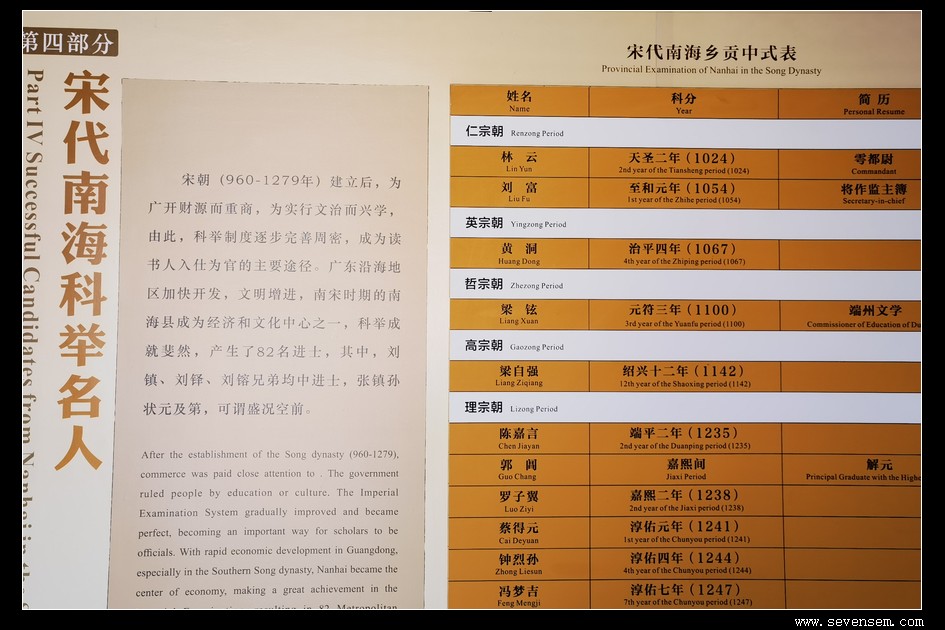 第四部分
宋代南海科举名人
Part IV Successful Candidates from Nanhai in
宋朝（960-1279年）建立后，为
广开财源而重商，为实行文治而兴学，
由此，科举制度逐步完善周密，成为读
书人入仕为官的主要途径。广东沿海地
区加快开发，文明增进，南宋时期的南
海县成为经济和文化中心之一，科举成
就斐然，产生了82名进士，其中，刘
镇、刘铎、刘镕兄弟均中进士，张镇孙
状元及第，可谓盛况空前。
After the establishment of the Song dynasty (960-1279),
commerce was paid close attention to . The government
ruled people by education or culture. The Imperial
Examination System gradually improved and became
perfect, becoming an important way for scholars to be
officials. With rapid economic development in Guangdong,
especially in the Southern Song dynasty, Nanhai became the
center of economy, making a great achievement in the
resulting in 82 Metropolitan
宋代南海乡贡中式表
Provincial Examination of Nanhai in the Song Dynasty
姓名 科分 简 历
Name Year Personal Resume
仁宗朝 Renzong Period
林 云 天圣二年（1024） 零都尉
Lin Yun 2nd year of the Tiansheng period (1024) Commandant
刘 富 至和元年（1054） 将作监主簿
Liu Fu 1st year of the Zhihe period (1054) Secretary-in-chief
英宗朝 Yingzong Period
黄 洞 治平四年（1067）
Huang Dong 4th year of the Zhiping period (1067)
哲宗朝 Zhezong Period
梁 铉 元符三年（1100） 端州文学
Liang Xuan 3rd year of the Yuanfu period (1100) Commissioner of Education of Du
高宗朝 Gaozong Period
梁自强 绍兴十二年（1142）
Liang Ziqiang 12th year of the Shaoxing period (1142)
理宗朝 Lizong Period
陈嘉言 端平二年（1235）
Chen Jiayan 2nd year of the Duanping period (1235)
郭 阊 嘉熙间 解元
Guo Chang Jiaxi Period Principal Graduate with the Highe
罗子翼 嘉熙二年（1238）
Luo Ziyi 2nd year of the Jiaxi period (1238)
蔡得元 淳佑元年（1241）
Cai Deyuan 1st year of the Chunyou period (1241)
钟烈孙 淳佑四年（1244）
Zhong Liesun 4th year of the Chunyou period (1244)
冯梦吉 淳佑七年（1247）
Feng Mengji 7th year of the Chunyou period (1247)
www.sevensem.com